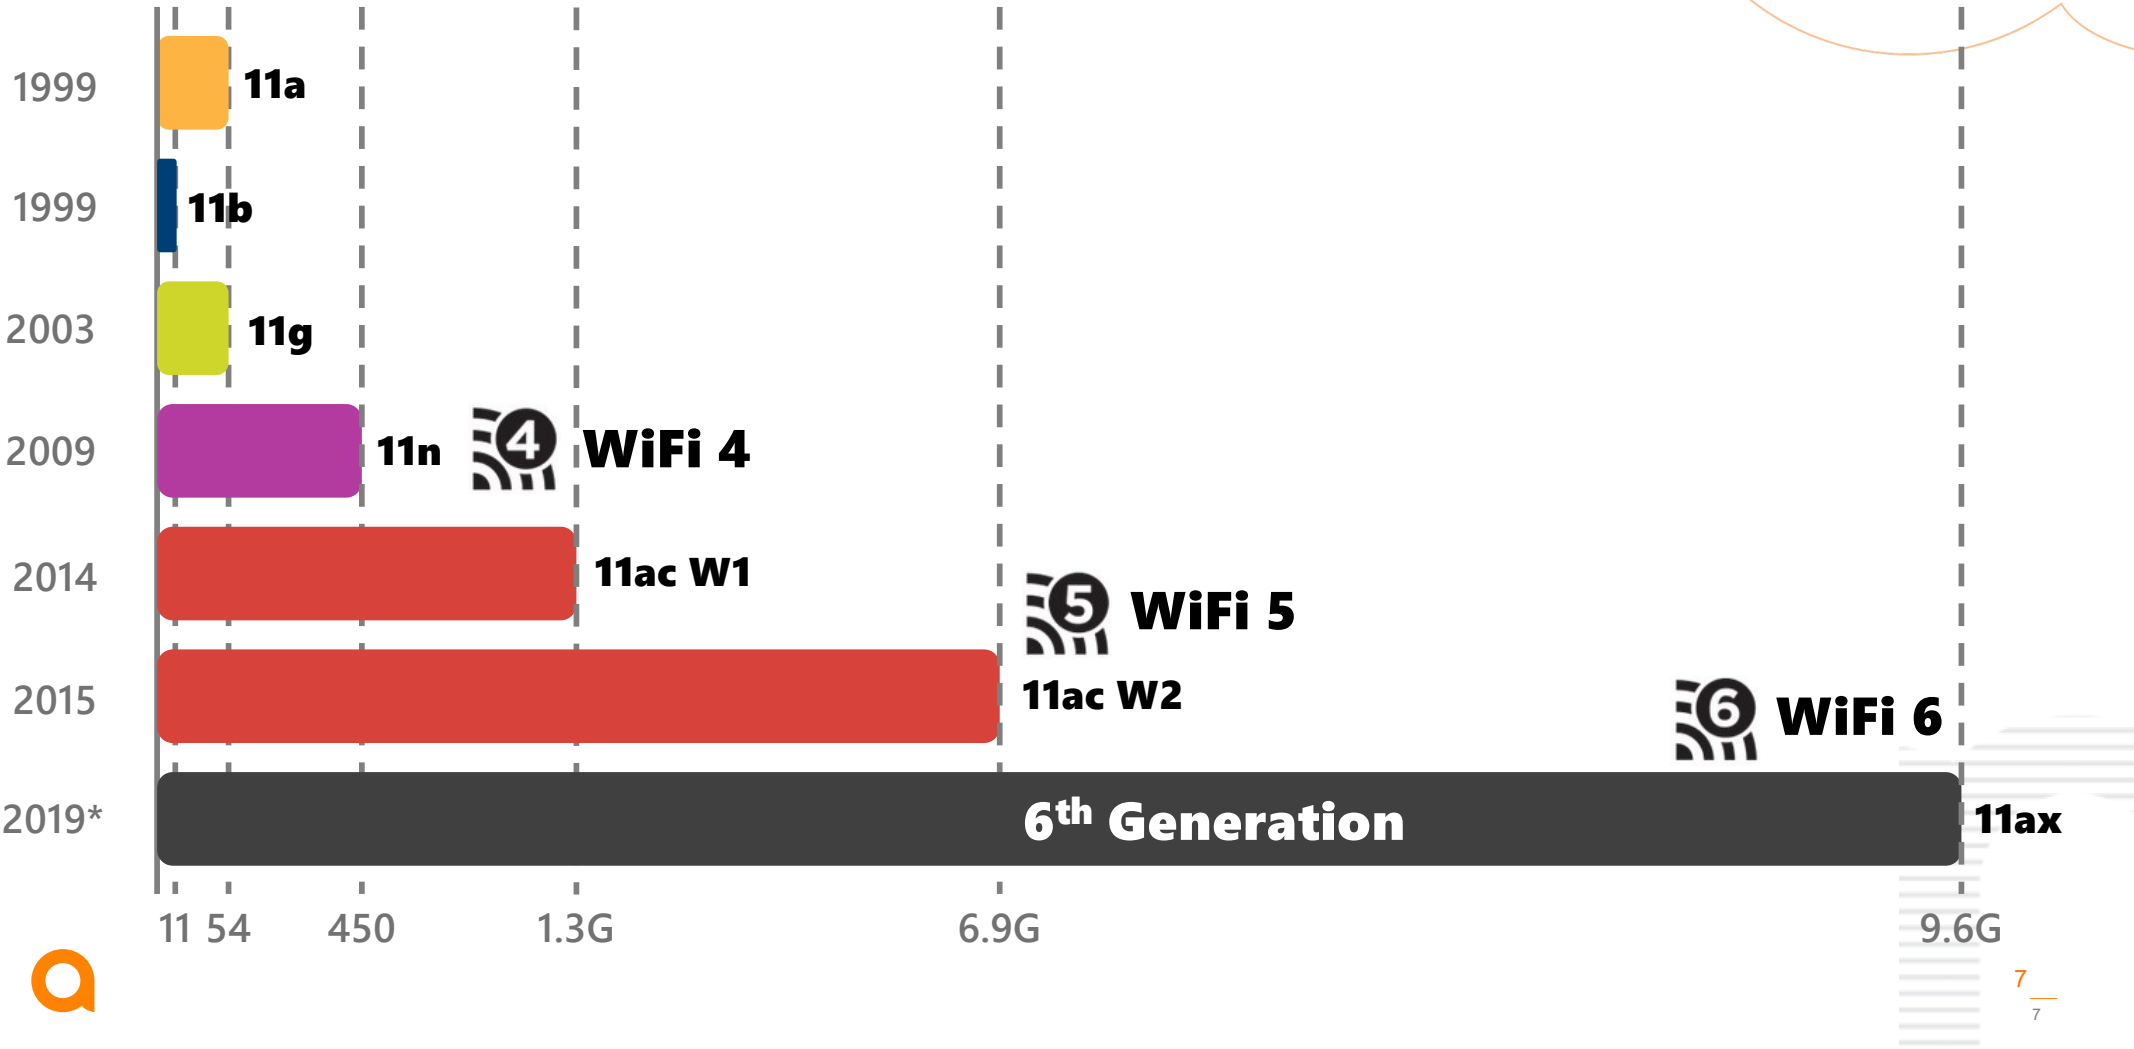 1999 11a
1999 11b
2003 11g
2009 11n 4 WiFi 4
2014 11ac W1
5 WiFi 5
2015 11ac W2
6 WiFi 6
2019* 6th Generation 11ax
11 54 450 1.3G 6.9G 9.6G
7
7